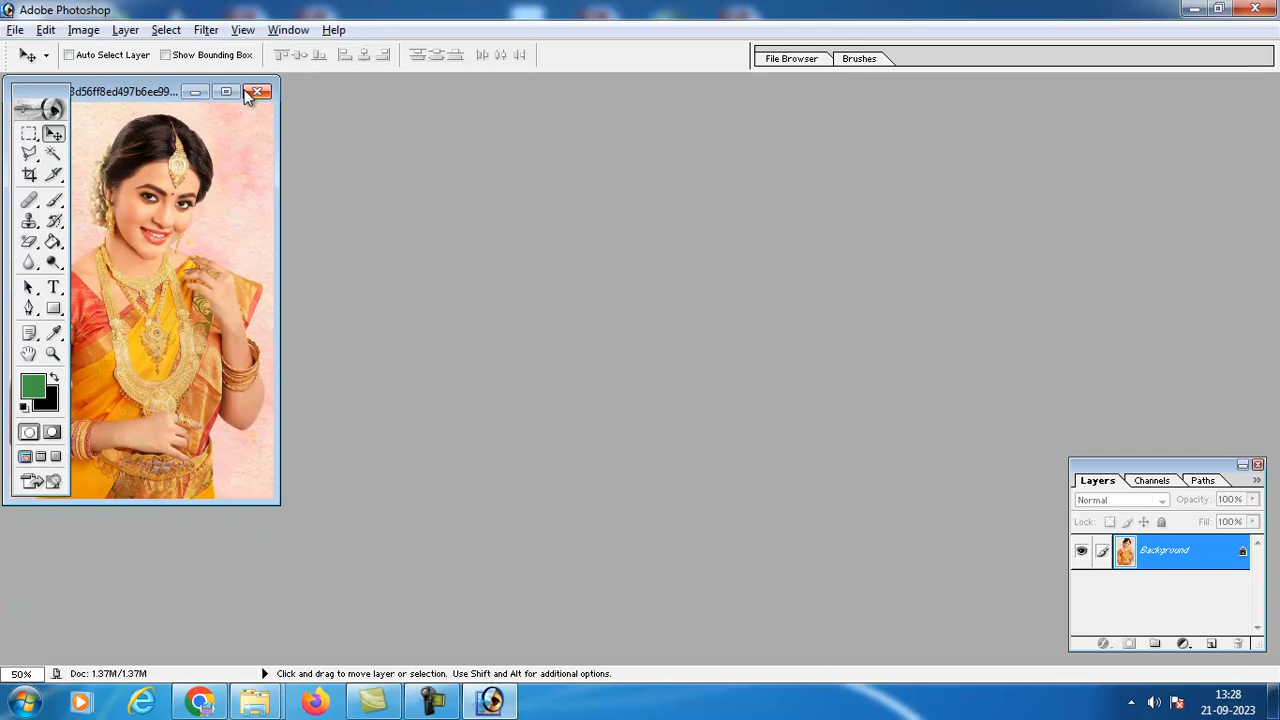 Adobe Photoshop
File Edit Image Layer Select Filter View Window Help
Auto Select Layer Show Bounding Box File Browser Brushes
3d56ff8ed497b6ee99...
Layers Channels Paths
Normal Opacity: 100%
Lock: Fill: 100%
Background
50% Doc: 1.37M/1.37M Click and drag to move layer or selection. Use Shift and Alt for additional options.
13:28
21-09-2023